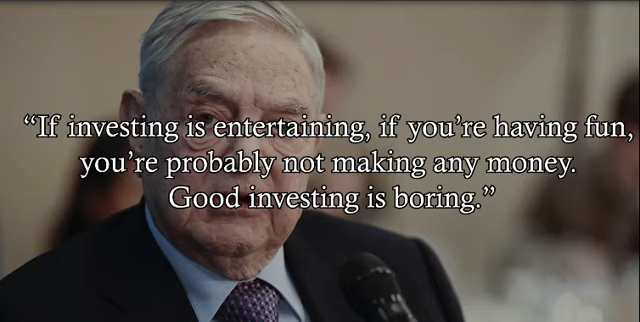 “If investing is entertaining, if you’re having fun,
you’re probably not making any money.
Good investing is boring.”